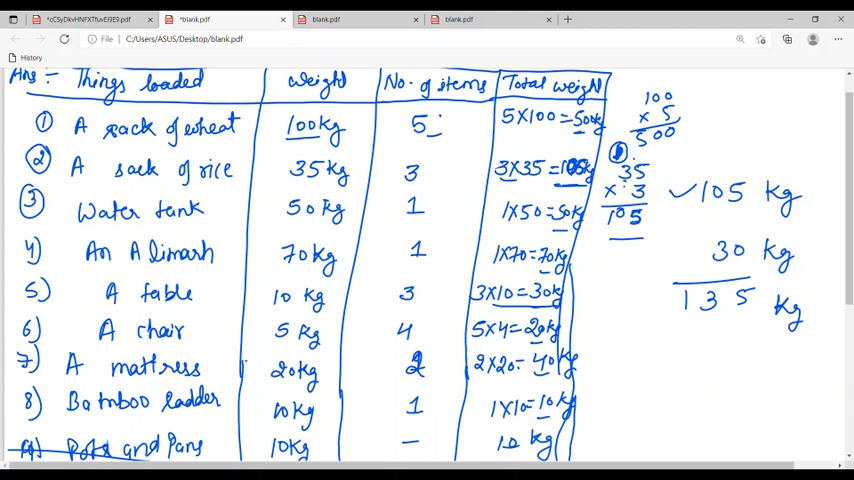 *cCSyDkvHNFXTfuvEI9E9.pdf
*blank.pdf
blank.pdf
blank.pdf
File
C:/Users/ASUS/Desktop/blank.pdf
History
Ans :- Things loaded Weight No. of items Total weight
① A sack of wheat 100kg 5 5X100=500kg
② A sack of rice 35kg 3 3X35=105kg
③ Water tank 50kg 1 1X50=50kg
4) An Alimarh 70kg 1 1X70=70kg
5) A table 10 kg 3 3X10=30kg
6) A chair 5kg 4 5X4=20kg
7) A mattress 20kg 2 2X20=40kg
8) Bamboo ladder 10kg 1 1X10=10kg
9) Pots and Pans 10kg — 10 kg
100
x 5
500
1
35
x 3
105
✓105 kg
30 kg
135 kg